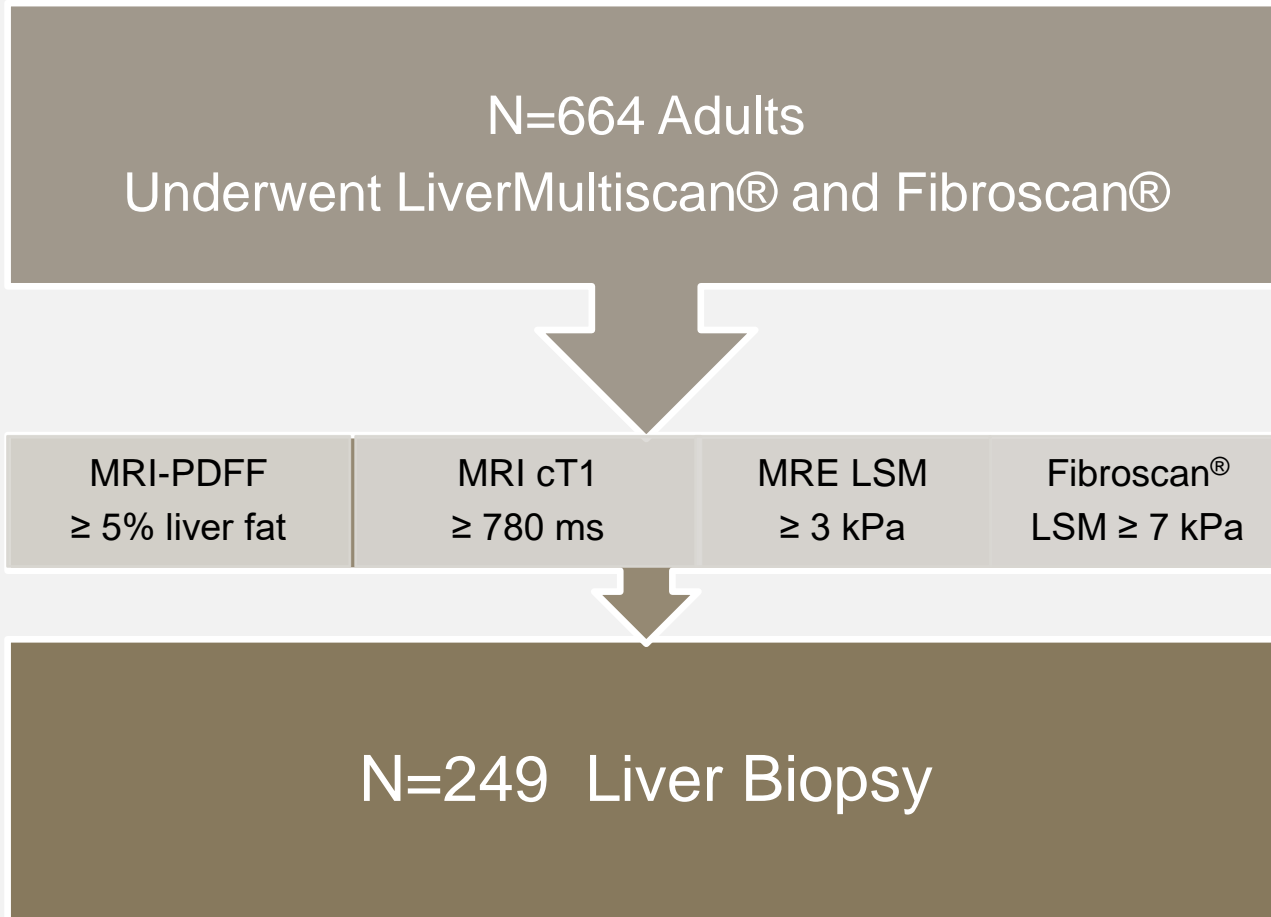 N=664 Adults
Underwent LiverMultiscan® and Fibroscan®
MRI-PDFF
≥ 5% liver fat
MRI cT1
≥ 780 ms
MRE LSM
≥ 3 kPa
Fibroscan®
LSM ≥ 7 kPa
N=249 Liver Biopsy